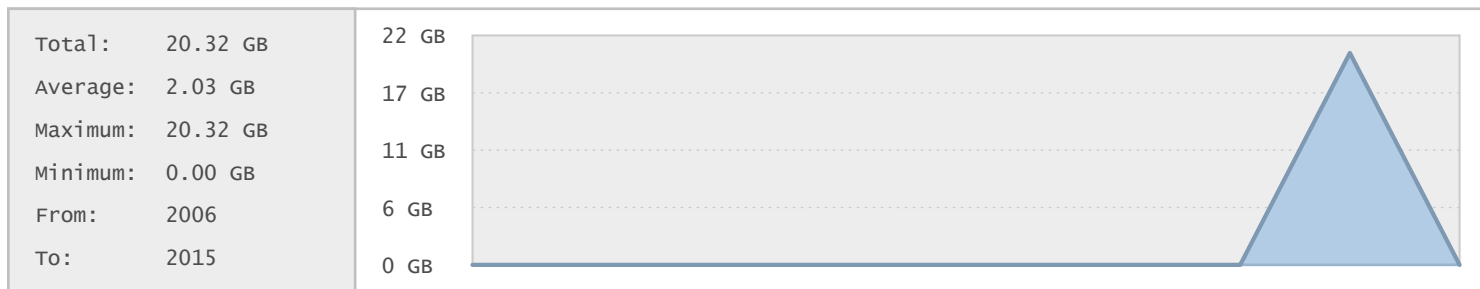 Total: 20.32 GB
Average: 2.03 GB
Maximum: 20.32 GB
Minimum: 0.00 GB
From: 2006
To: 2015
22 GB
17 GB
11 GB
6 GB
0 GB